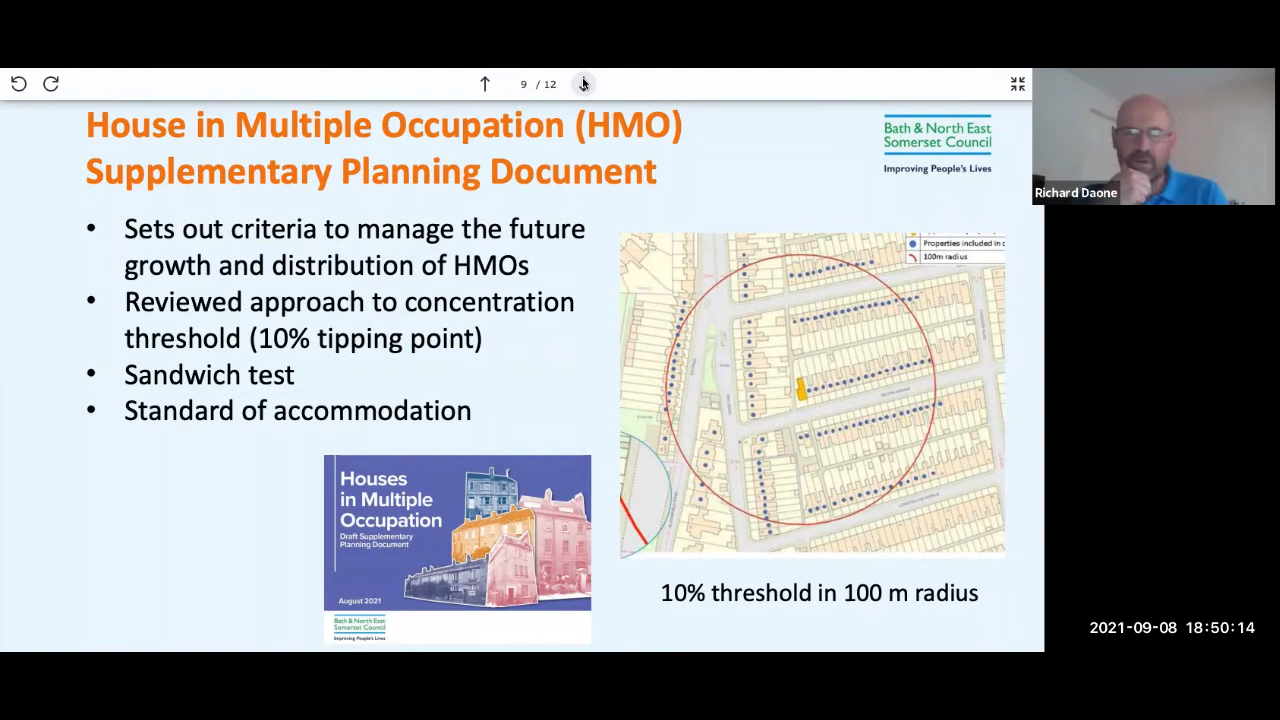 9 / 12
House in Multiple Occupation (HMO)
Supplementary Planning Document
Bath & North East
Somerset Council
Improving People's Lives
Richard Daone
• Sets out criteria to manage the future
growth and distribution of HMOs
• Reviewed approach to concentration
threshold (10% tipping point)
• Sandwich test
• Standard of accommodation
Properties included in
100m radius
Houses
in Multiple
Occupation
Draft Supplementary
Planning Document
August 2021
Bath & North East
Somerset Council
Improving People's Lives
10% threshold in 100 m radius
2021-09-08 18:50:14